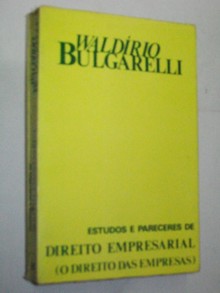 WALDÍRIO
BULGARELLI
ESTUDOS E PARECERES DE
DIREITO EMPRESARIAL
(O DIREITO DAS EMPRESAS)